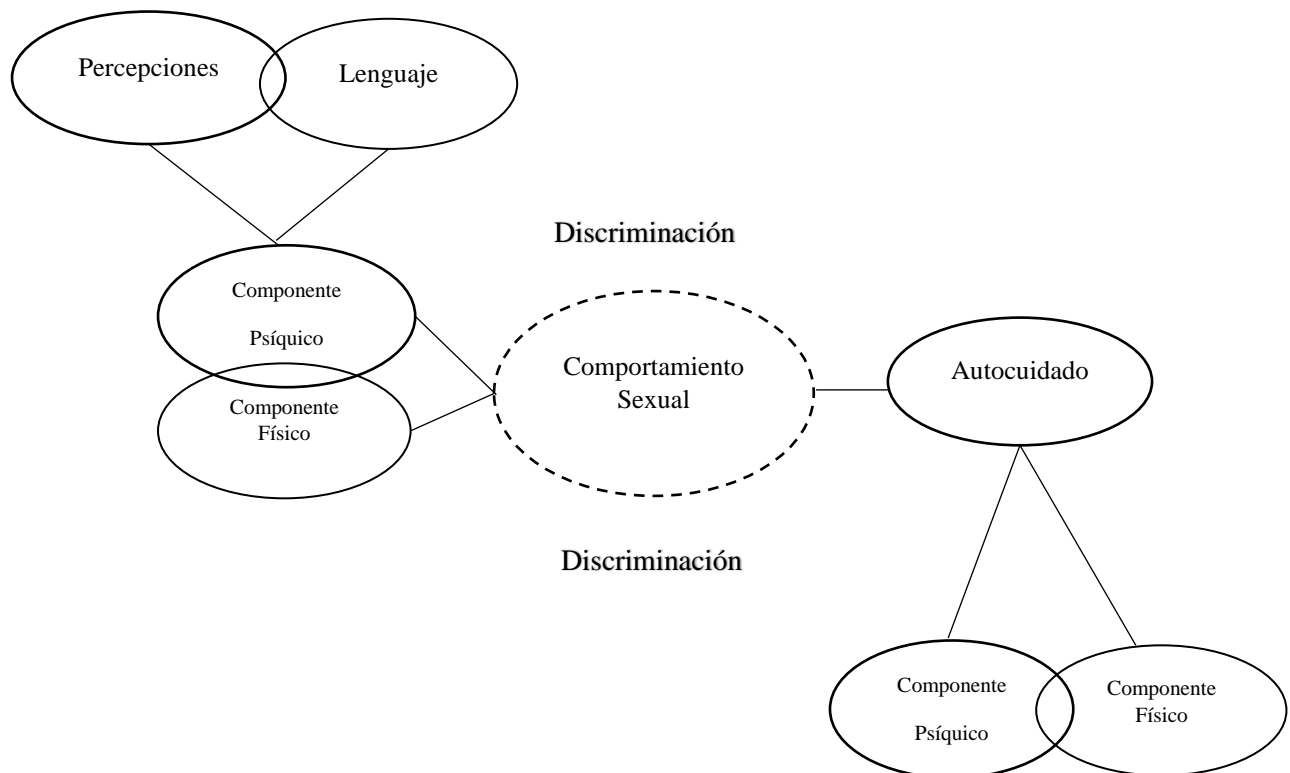 Percepciones
Lenguaje
Discriminación
Componente
Psíquico
Componente
Físico
Comportamiento
Sexual
Autocuidado
Discriminación
Componente
Psíquico
Componente
Físico